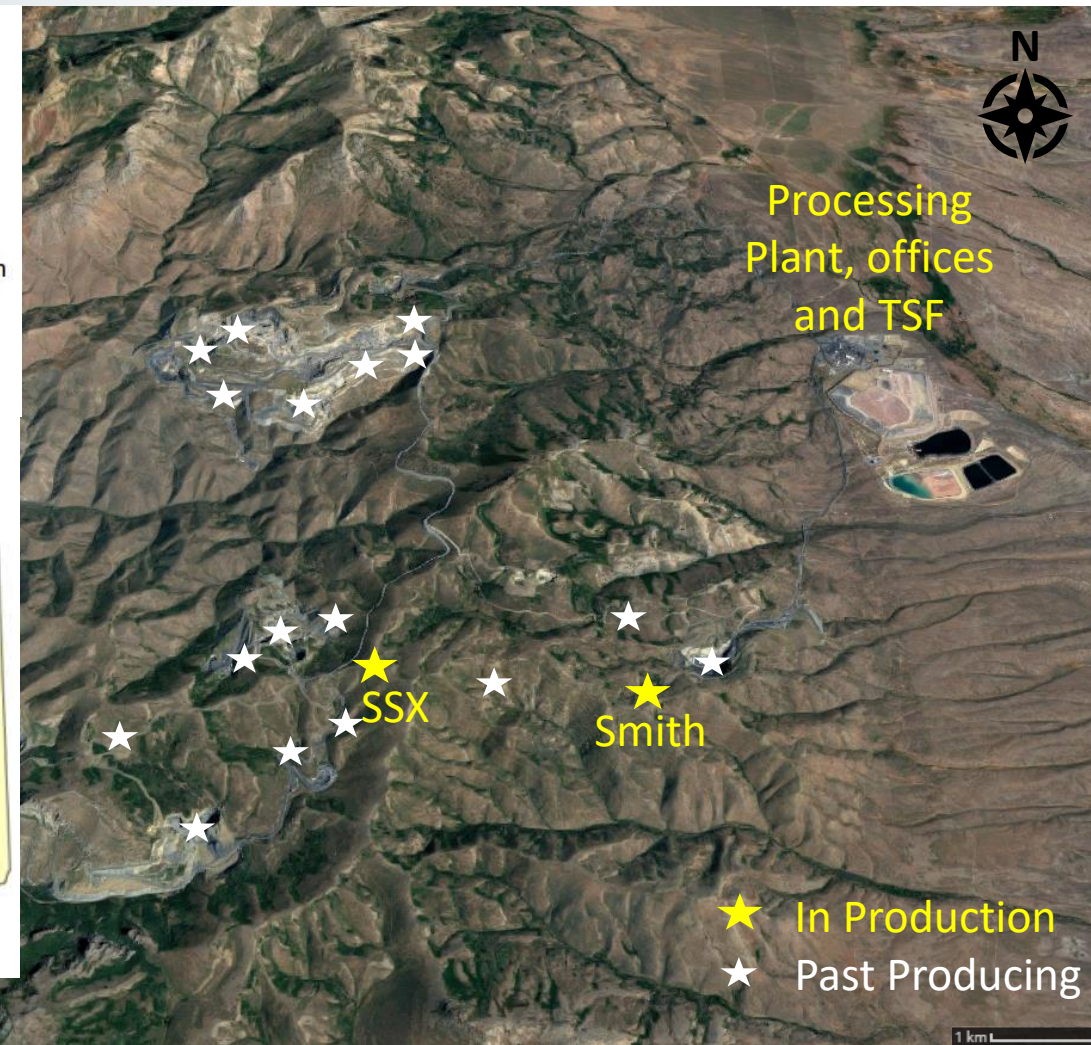 N
Processing
Plant, offices
and TSF
SSX
Smith
In Production
Past Producing
1 km